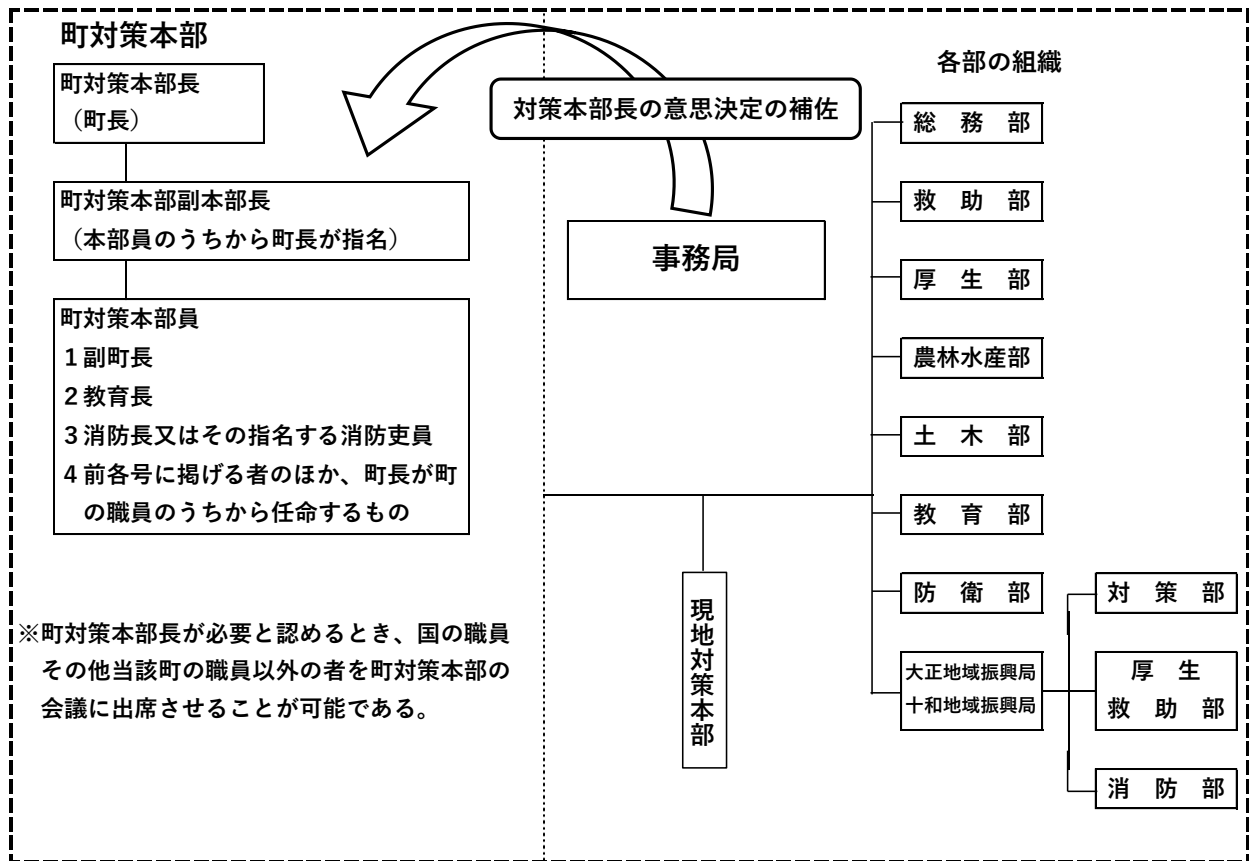 町対策本部
町対策本部長
（町長）
町対策本部副本部長
（本部員のうちから町長が指名）
町対策本部員
1副町長
2教育長
3消防長又はその指名する消防吏員
4前各号に掲げる者のほか、町長が町
の職員のうちから任命するもの
※町対策本部長が必要と認めるとき、国の職員
その他当該町の職員以外の者を町対策本部の
会議に出席させることが可能である。
対策本部長の意思決定の補佐
事務局
現地対策本部
各部の組織
総務部
救助部
厚生部
農林水産部
土木部
教育部
防衛部
大正地域振興局
十和地域振興局
対策部
厚生
救助部
消防部